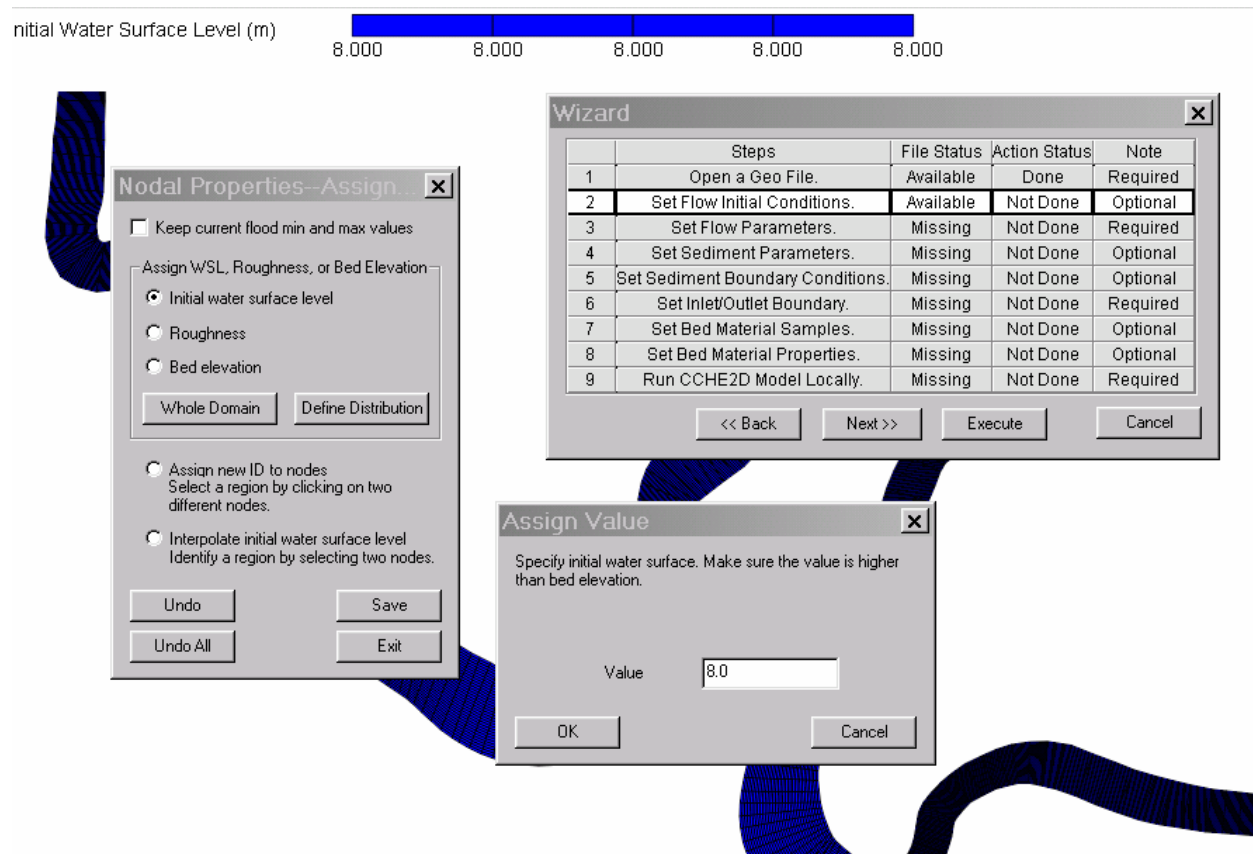 nitial Water Surface Level (m)
8.000 8.000 8.000 8.000 8.000
Wizard
Steps File Status Action Status Note
1 Open a Geo File. Available Done Required
2 Set Flow Initial Conditions. Available Not Done Optional
3 Set Flow Parameters. Missing Not Done Required
4 Set Sediment Parameters. Missing Not Done Optional
5 Set Sediment Boundary Conditions. Missing Not Done Optional
6 Set Inlet/Outlet Boundary. Missing Not Done Required
7 Set Bed Material Samples. Missing Not Done Optional
8 Set Bed Material Properties. Missing Not Done Optional
9 Run CCHE2D Model Locally. Missing Not Done Required
<< Back Next >> Execute Cancel
Nodal Properties--Assign...
Keep current flood min and max values
Assign WSL, Roughness, or Bed Elevation
Initial water surface level
Roughness
Bed elevation
Whole Domain Define Distribution
Assign new ID to nodes
Select a region by clicking on two
different nodes.
Interpolate initial water surface level
Identify a region by selecting two nodes.
Undo Save
Undo All Exit
Assign Value
Specify initial water surface. Make sure the value is higher
than bed elevation.
Value 8.0
OK Cancel